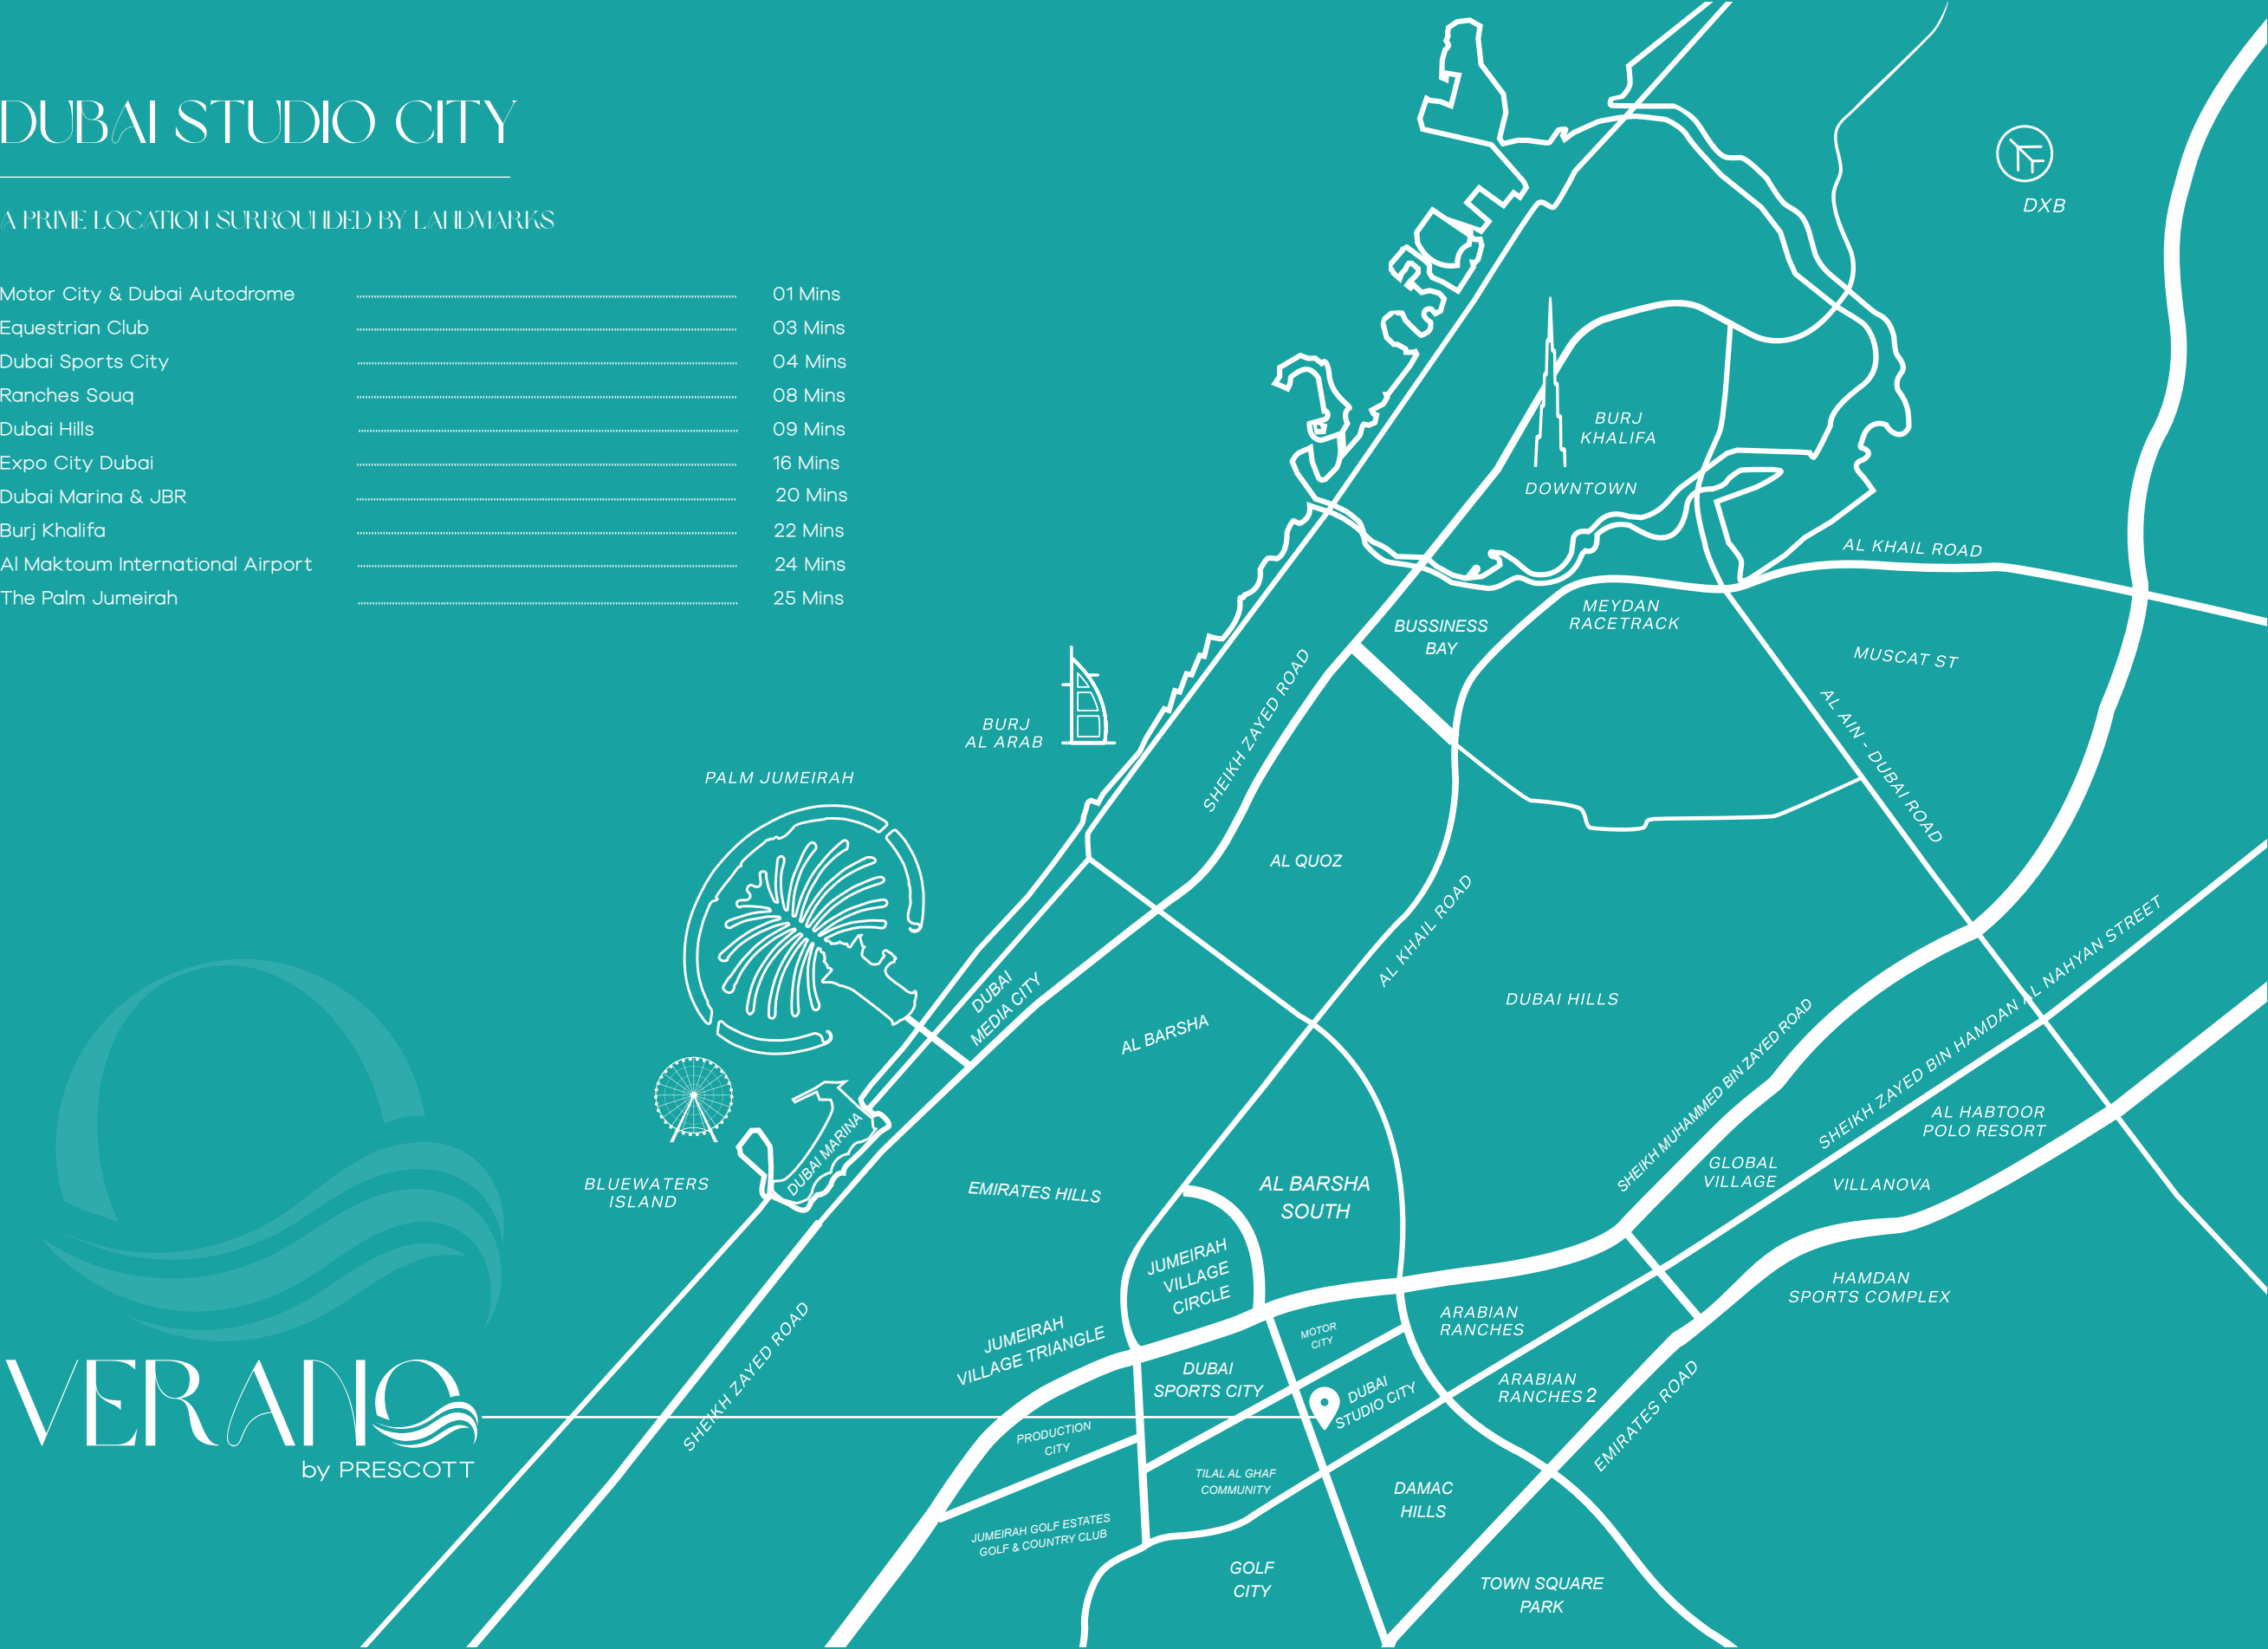 DUBAI STUDIO CITY
A PRIME LOCATION SURROUNDED BY LANDMARKS
Motor City & Dubai Autodrome 01 Mins
Equestrian Club 03 Mins
Dubai Sports City 04 Mins
Ranches Souq 08 Mins
Dubai Hills 09 Mins
Expo City Dubai 16 Mins
Dubai Marina & JBR 20 Mins
Burj Khalifa 22 Mins
Al Maktoum International Airport 24 Mins
The Palm Jumeirah 25 Mins
DXB
BURJ
KHALIFA
DOWNTOWN
AL KHAIL ROAD
MEYDAN
RACETRACK
BUSSINESS
BAY
MUSCAT ST
AL AIN - DUBAI ROAD
SHEIKH ZAYED ROAD
BURJ
AL ARAB
PALM JUMEIRAH
AL QUOZ
AL KHAIL ROAD
DUBAI HILLS
DUBAI
MEDIA CITY
AL BARSHA
SHEIKH MUHAMMED BIN ZAYED ROAD
SHEIKH ZAYED BIN HAMDAN AL NAHYAN STREET
AL HABTOOR
POLO RESORT
GLOBAL
VILLAGE
VILLANOVA
DUBAI MARINA
BLUEWATERS
ISLAND
EMIRATES HILLS
AL BARSHA
SOUTH
JUMEIRAH
VILLAGE
CIRCLE
HAMDAN
SPORTS COMPLEX
JUMEIRAH
VILLAGE TRIANGLE
MOTOR
CITY
ARABIAN
RANCHES
DUBAI
SPORTS CITY
DUBAI
STUDIO CITY
ARABIAN
RANCHES 2
EMIRATES ROAD
SHEIKH ZAYED ROAD
VERANO
by PRESCOTT
PRODUCTION
CITY
TILAL AL GHAF
COMMUNITY
DAMAC
HILLS
JUMEIRAH GOLF ESTATES
GOLF & COUNTRY CLUB
GOLF
CITY
TOWN SQUARE
PARK